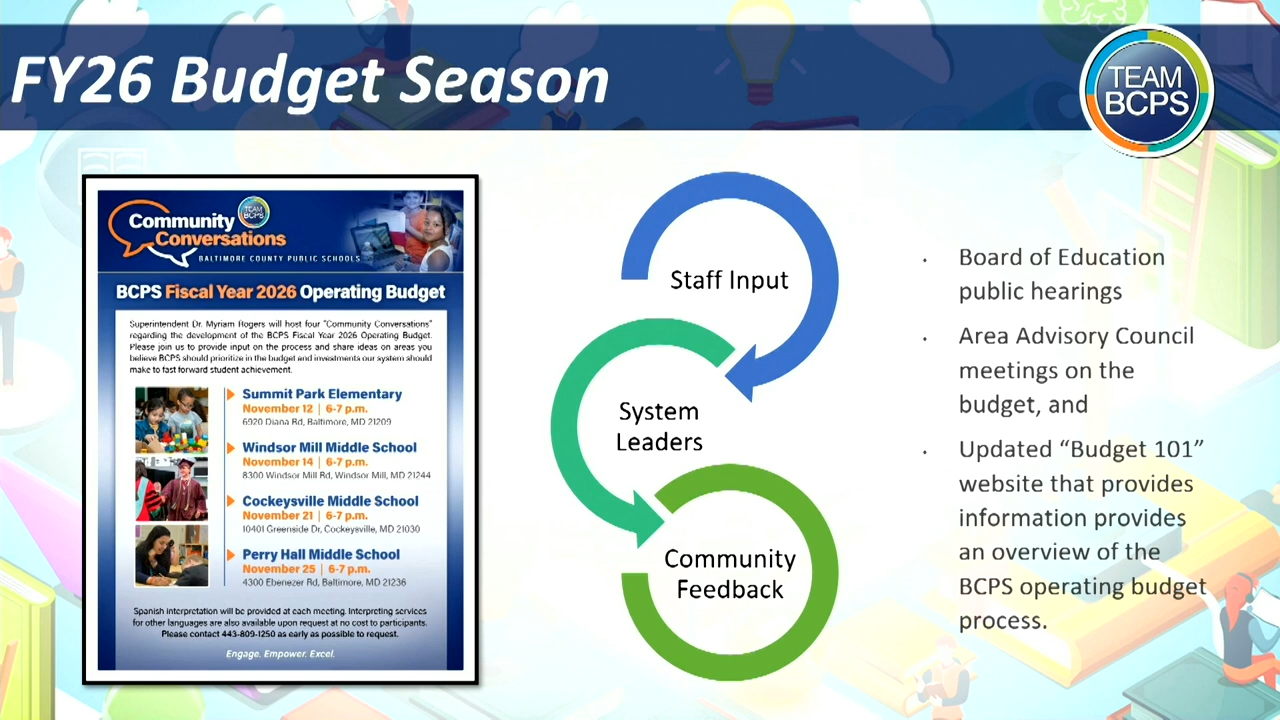 FY26 Budget Season
TEAM
BCPS
Community
TEAM
BCPS
Conversations
BALTIMORE COUNTY PUBLIC SCHOOLS
BCPS Fiscal Year 2026 Operating Budget
Superintendent Dr. Myriam Rogers will host four "Community Conversations"
regarding the development of the BCPS Fiscal Year 2026 Operating Budget.
Please join us to provide input on the process and share ideas on areas you
believe BCPS should prioritize in the budget and investments our system should
make to fast forward student achievement.
Summit Park Elementary
November 12 | 6-7 p.m.
6920 Diana Rd, Baltimore, MD 21209
Windsor Mill Middle School
November 14 | 6-7 p.m.
8300 Windsor Mill Rd, Windsor Mill, MD 21244
Cockeysville Middle School
November 21 | 6-7 p.m.
10401 Greenside Dr, Cockeysville, MD 21030
Perry Hall Middle School
November 25 | 6-7 p.m.
4300 Ebenezer Rd, Baltimore, MD 21236
Spanish interpretation will be provided at each meeting. Interpreting services
for other languages are also available upon request at no cost to participants.
Please contact 443-809-1250 as early as possible to request.
Engage. Empower. Excel.
Staff Input
System
Leaders
Community
Feedback
• Board of Education
public hearings
• Area Advisory Council
meetings on the
budget, and
• Updated “Budget 101”
website that provides
information provides
an overview of the
BCPS operating budget
process.